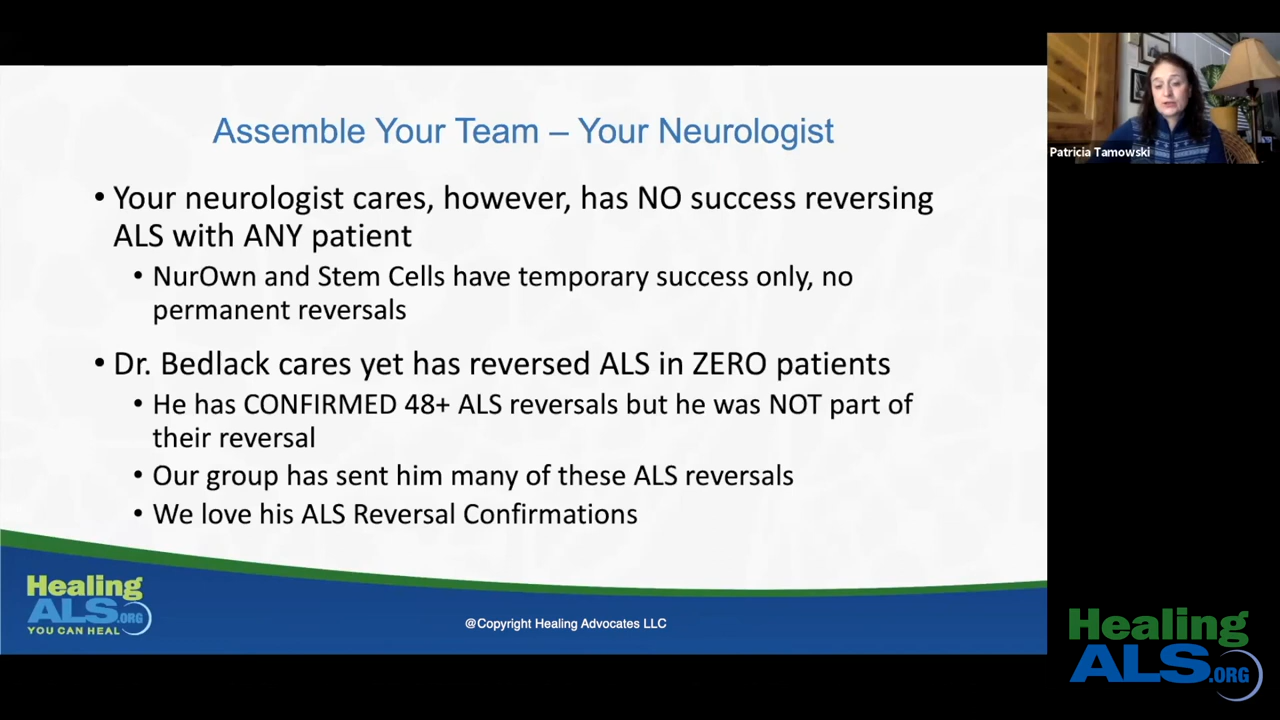 Assemble Your Team – Your Neurologist
• Your neurologist cares, however, has NO success reversing
ALS with ANY patient
• NurOwn and Stem Cells have temporary success only, no
permanent reversals
• Dr. Bedlack cares yet has reversed ALS in ZERO patients
• He has CONFIRMED 48+ ALS reversals but he was NOT part of
their reversal
• Our group has sent him many of these ALS reversals
• We love his ALS Reversal Confirmations
Healing
ALS.ORG
YOU CAN HEAL
@Copyright Healing Advocates LLC
Patricia Tamowski
Healing
ALS.ORG